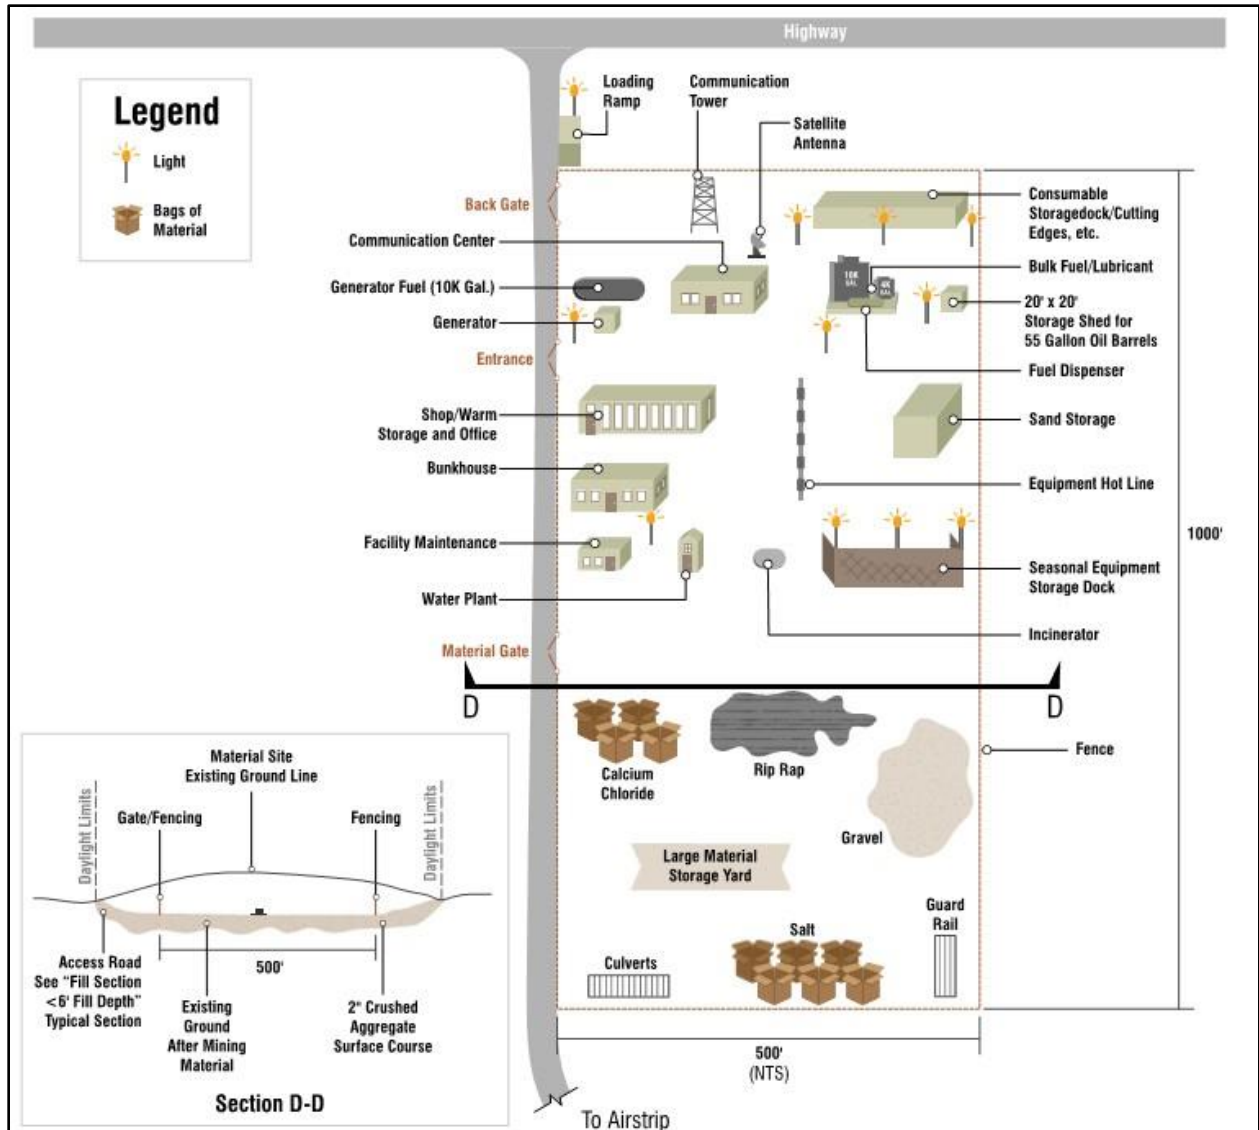 Highway
Legend
Light
Bags of
Material
Loading
Ramp
Communication
Tower
Satellite
Antenna
Back Gate
Communication Center
Generator Fuel (10K Gal.)
Generator
Entrance
Shop/Warm
Storage and Office
Bunkhouse
Facility Maintenance
Water Plant
Material Gate
Consumable
Storagedock/Cutting
Edges, etc.
Bulk Fuel/Lubricant
10K
GAL
4K
GAL
20' x 20'
Storage Shed for
55 Gallon Oil Barrels
Fuel Dispenser
Sand Storage
Equipment Hot Line
1000'
Seasonal Equipment
Storage Dock
Incinerator
D
D
Fence
Calcium
Chloride
Rip Rap
Gravel
Large Material
Storage Yard
Guard
Rail
Salt
Culverts
500'
(NTS)
To Airstrip
Material Site
Existing Ground Line
Daylight Limits
Gate/Fencing
Fencing
Daylight Limits
500'
Access Road
See "Fill Section
<6' Fill Depth"
Typical Section
Existing
Ground
After Mining
Material
2" Crushed
Aggregate
Surface Course
Section D-D